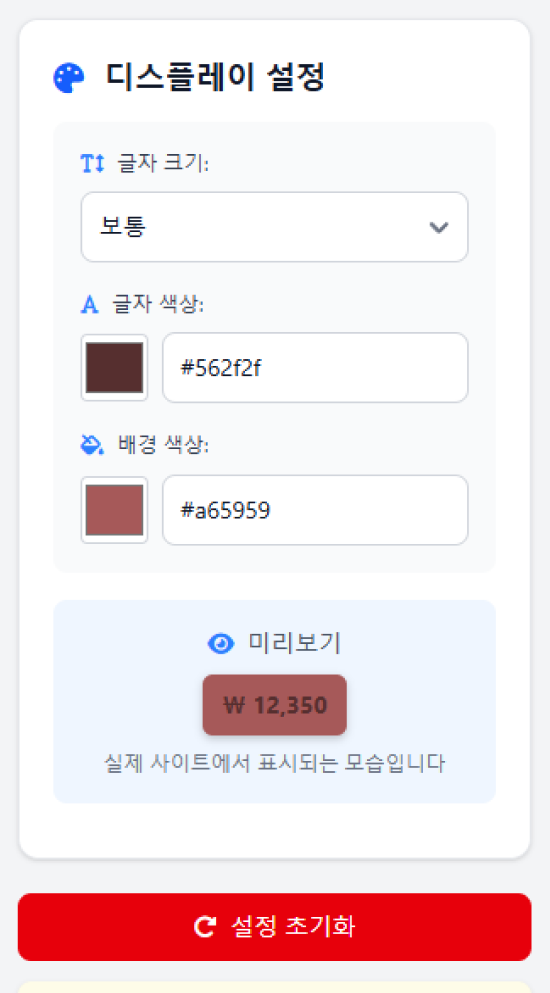 디스플레이 설정
글자 크기:
보통
글자 색상:
#562f2f
배경 색상:
#a65959
미리보기
₩ 12,350
실제 사이트에서 표시되는 모습입니다
설정 초기화